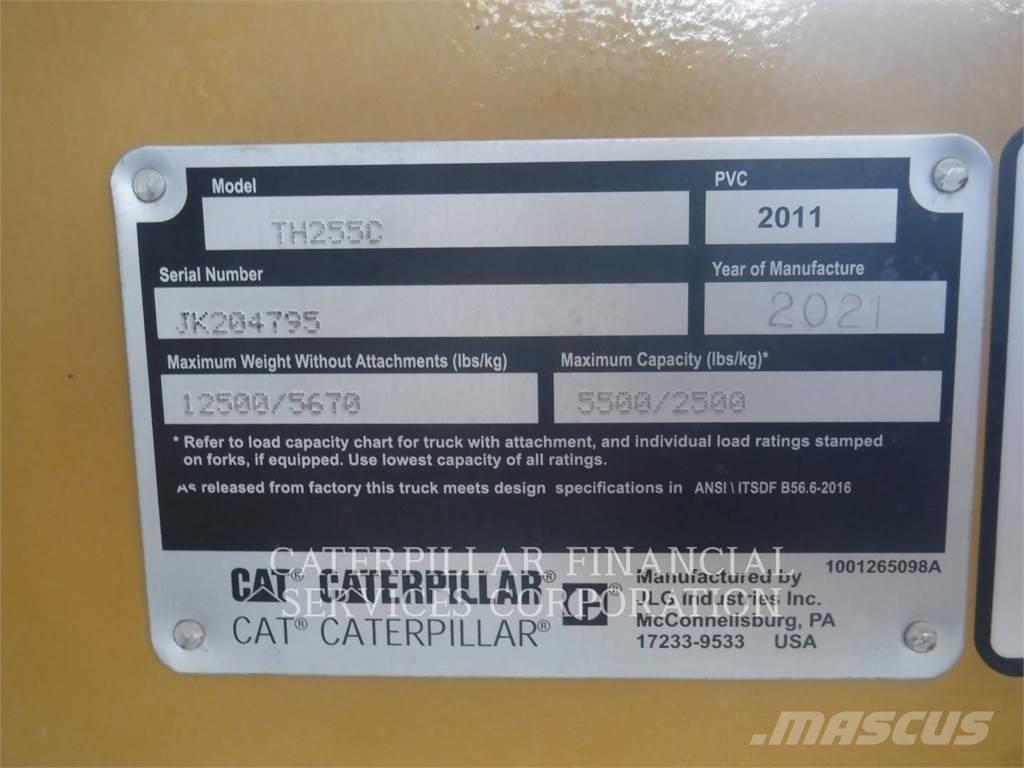 Model
PVC
TH255C
2011
Serial Number
Year of Manufacture
JK204795
2021
Maximum Weight Without Attachments (lbs/kg)
Maximum Capacity (lbs/kg)*
12500/5670
5500/2500
* Refer to load capacity chart for truck with attachment, and individual load ratings stamped
on forks, if equipped. Use lowest capacity of all ratings.
As released from factory this truck meets design specifications in ANSI \ ITSDF B56.6-2016
CATERPILLAR FINANCIAL
SERVICES CORPORATION
CAT® CATERPILLAR®
CAT® CATERPILLAR®
1001265098A
Manufactured by
JLG Industries Inc.
McConnellsburg, PA
17233-9533 USA
MASCUS